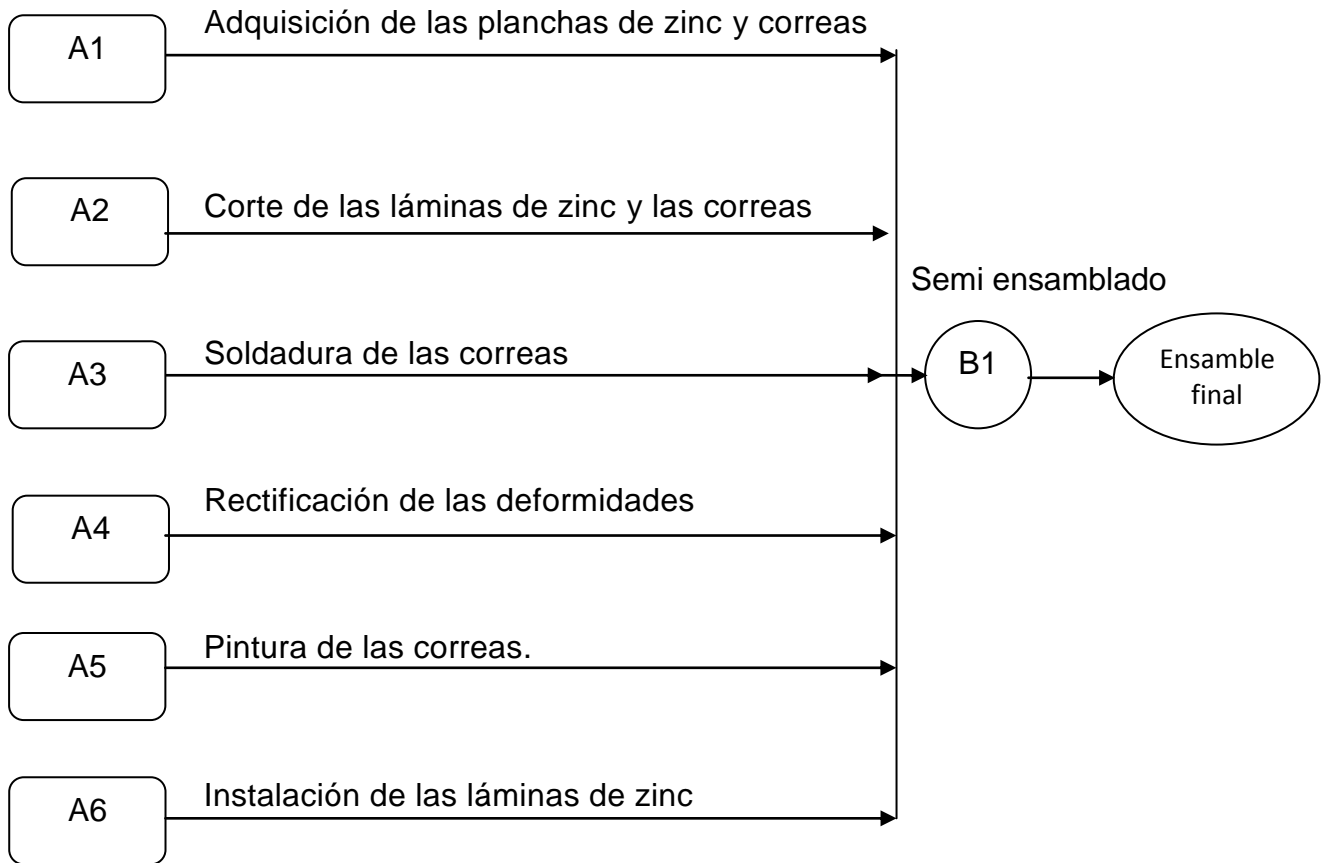 A1
Adquisición de las planchas de zinc y correas
A2
Corte de las láminas de zinc y las correas
Semi ensamblado
A3
Soldadura de las correas
B1
Ensamble
final
A4
Rectificación de las deformidades
A5
Pintura de las correas.
A6
Instalación de las láminas de zinc